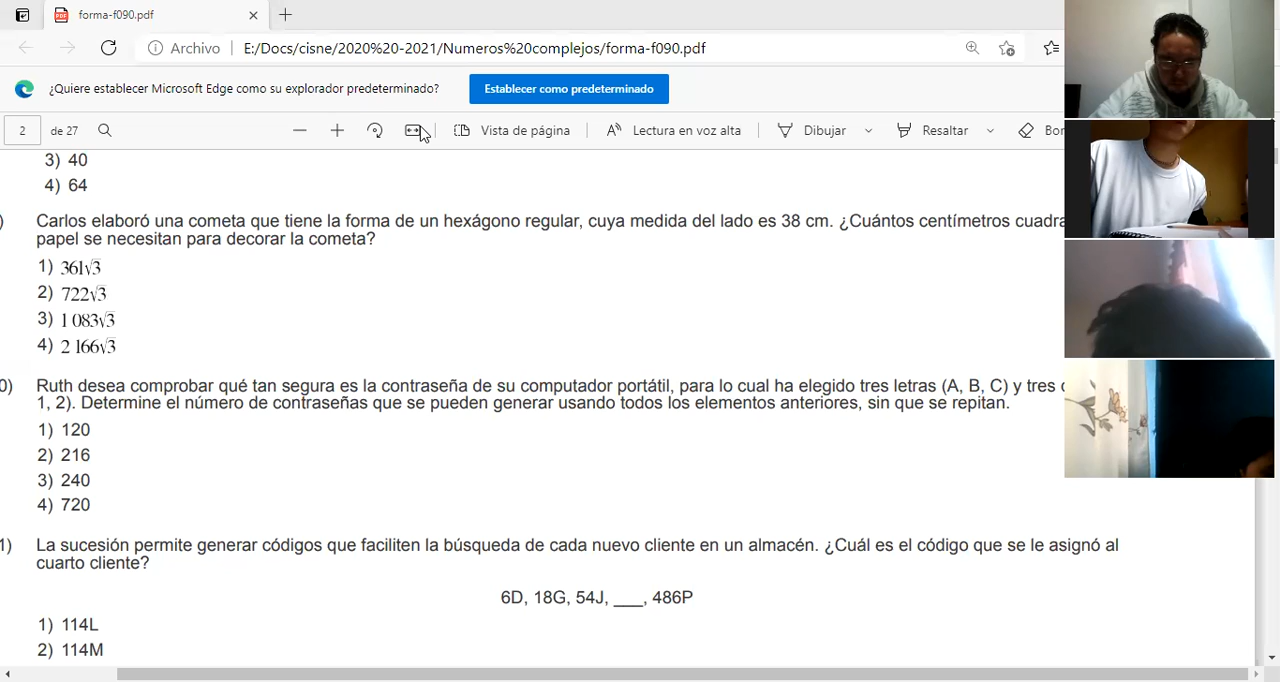 forma-f090.pdf
Archivo
E:/Docs/cisne/2020%20-2021/Numeros%20complejos/forma-f090.pdf
¿Quiere establecer Microsoft Edge como su explorador predeterminado?
Establecer como predeterminado
2 de 27
Vista de página
Lectura en voz alta
Dibujar
Resaltar
3) 40
4) 64
) Carlos elaboró una cometa que tiene la forma de un hexágono regular, cuya medida del lado es 38 cm. ¿Cuántos centímetros
papel se necesitan para decorar la cometa?
1) 361√3
2) 722√3
3) 1 083√3
4) 2 166√3
0) Ruth desea comprobar qué tan segura es la contraseña de su computador portátil, para lo cual ha elegido tres letras (A, B, C) y tres
1, 2). Determine el número de contraseñas que se pueden generar usando todos los elementos anteriores, sin que se repitan.
1) 120
2) 216
3) 240
4) 720
1) La sucesión permite generar códigos que faciliten la búsqueda de cada nuevo cliente en un almacén. ¿Cuál es el código que se le asignó al
cuarto cliente?
6D, 18G, 54J, ___, 486P
1) 114L
2) 114M